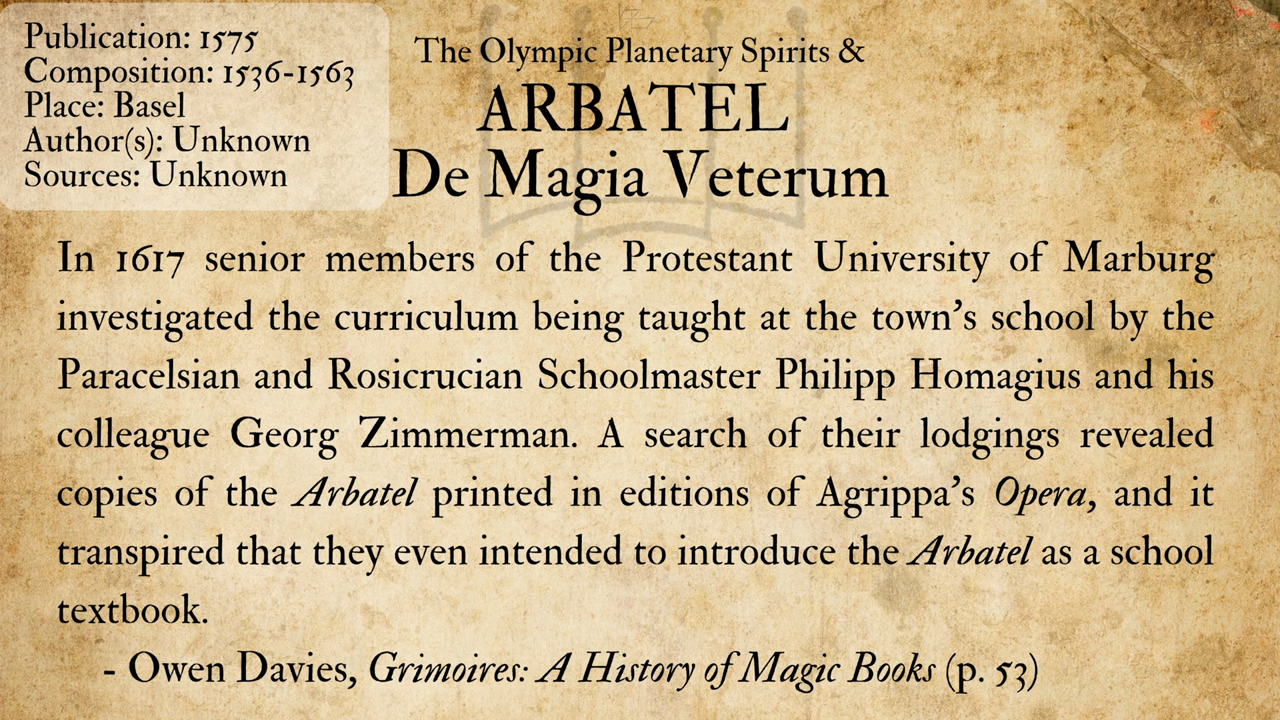 Publication: 1575
Composition: 1536-1563
Place: Basel
Author(s): Unknown
Sources: Unknown
The Olympic Planetary Spirits &
ARBATEL
De Magia Veterum
In 1617 senior members of the Protestant University of Marburg
investigated the curriculum being taught at the town's school by the
Paracelsian and Rosicrucian Schoolmaster Philipp Homagius and his
colleague Georg Zimmerman. A search of their lodgings revealed
copies of the Arbatel printed in editions of Agrippa's Opera, and it
transpired that they even intended to introduce the Arbatel as a school
textbook.
- Owen Davies, Grimoires: A History of Magic Books (p. 53)